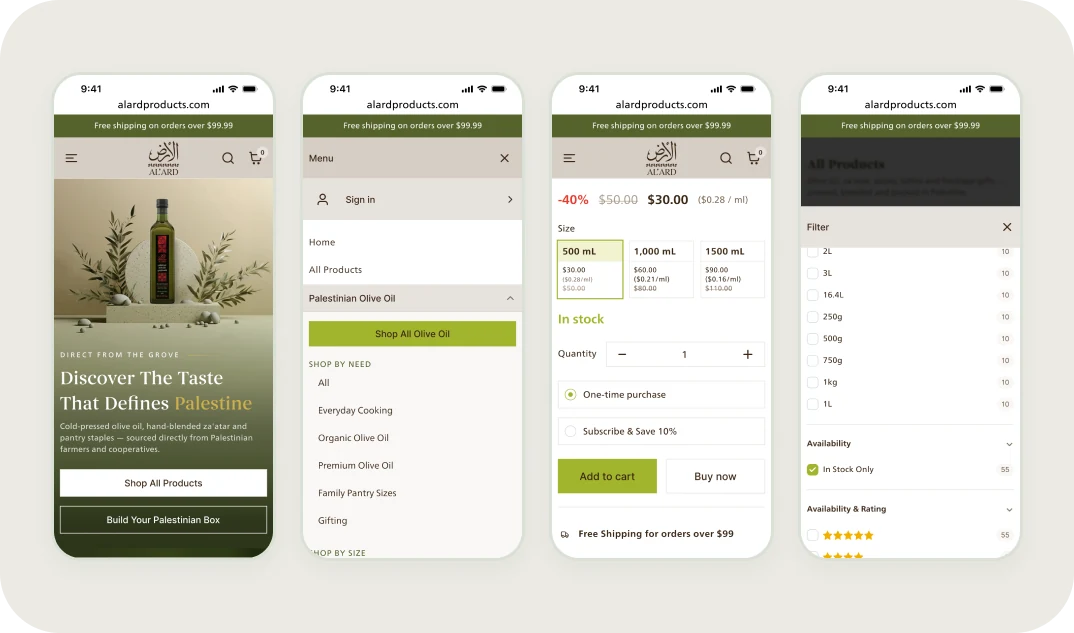 9:41
alardproducts.com
Free shipping on orders over $99.99
الأرض
AL'ARD
0
DIRECT FROM THE GROVE
Discover The Taste
That Defines Palestine
Cold-pressed olive oil, hand-blended za'atar and
pantry staples — sourced directly from Palestinian
farmers and cooperatives.
Shop All Products
Build Your Palestinian Box
9:41
alardproducts.com
Free shipping on orders over $99.99
Menu
Sign in
Home
All Products
Palestinian Olive Oil
Shop All Olive Oil
SHOP BY NEED
All
Everyday Cooking
Organic Olive Oil
Premium Olive Oil
Family Pantry Sizes
Gifting
SHOP BY SIZE
9:41
alardproducts.com
Free shipping on orders over $99.99
الأرض
AL'ARD
0
-40% $50.00 $30.00 ($0.28 / ml)
Size
500 mL
$30.00
($0.28/ml)
$50.00
1,000 mL
$60.00
($0.21/ml)
$80.00
1500 mL
$90.00
($0.16/ml)
$110.00
In stock
Quantity
1
One-time purchase
Subscribe & Save 10%
Add to cart
Buy now
Free Shipping for orders over $99
9:41
alardproducts.com
Free shipping on orders over $99.99
All Products
Filter
2L 10
3L 10
16.4L 10
250g 10
500g 10
750g 10
1kg 10
1L 10
Availability
In Stock Only 55
Availability & Rating
55